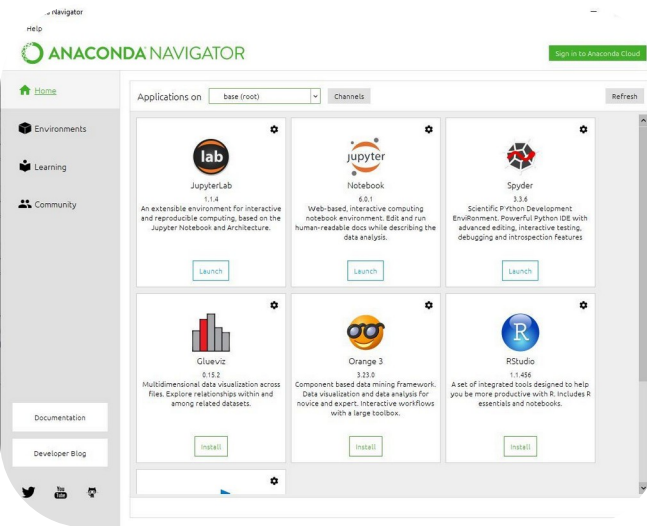 Navigator
Help
ANACONDA NAVIGATOR
Sign in to Anaconda Cloud
Home
Environments
Learning
Community
Documentation
Developer Blog
You
Tube
Applications on
base (root)
Channels
Refresh
lab
JupyterLab
1.1.4
An extensible environment for interactive
and reproducible computing, based on the
Jupyter Notebook and Architecture.
Launch
jupyter
Notebook
6.0.1
Web-based, interactive computing
notebook environment. Edit and run
human-readable docs while describing the
data analysis.
Launch
Spyder
3.3.6
Scientific PYthon Development
EnviRonment. Powerful Python IDE with
advanced editing, interactive testing,
debugging and introspection features
Launch
Glueviz
0.15.2
Multidimensional data visualization across
files. Explore relationships within and
among related datasets.
Install
Orange 3
3.23.0
Component based data mining framework.
Data visualization and data analysis for
novice and expert. Interactive workflows
with a large toolbox.
Install
R
RStudio
1.1.456
A set of integrated tools designed to help
you be more productive with R. Includes R
essentials and notebooks.
Install